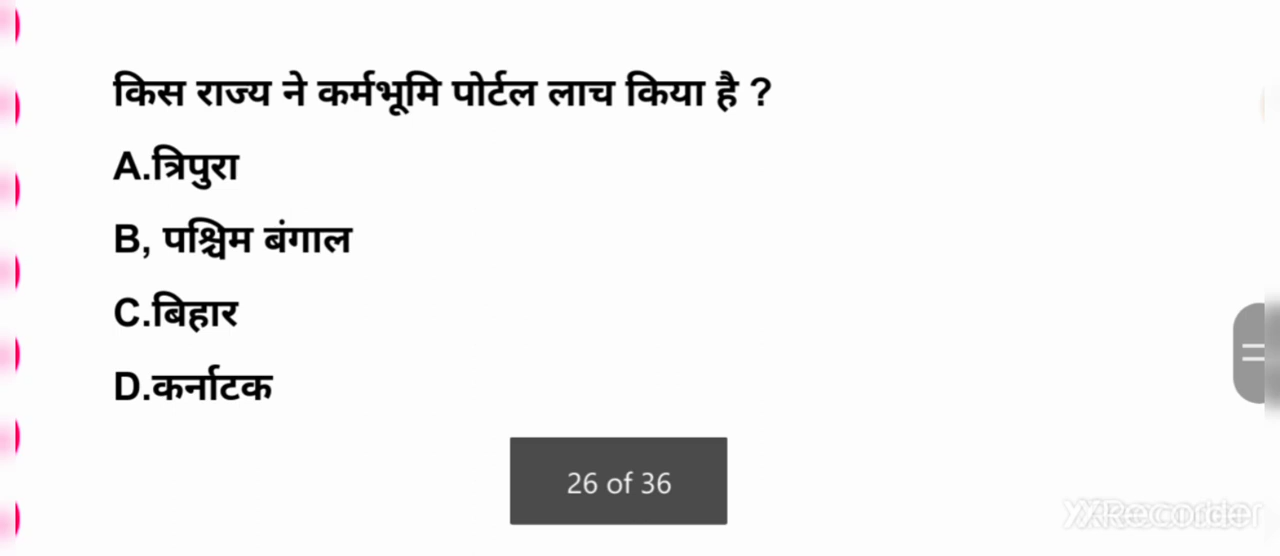 किस राज्य ने कर्मभूमि पोर्टल लाच किया है ?
A.त्रिपुरा
B, पश्चिम बंगाल
C.बिहार
D.कर्नाटक
26 of 36